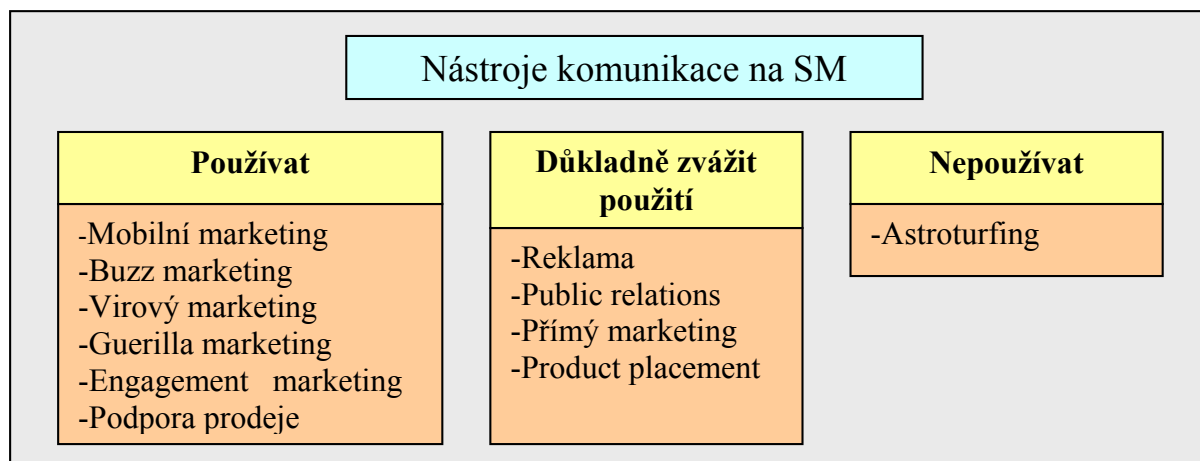 Nástroje komunikace na SM
Používat
-Mobilní marketing
-Buzz marketing
-Virový marketing
-Guerilla marketing
-Engagement marketing
-Podpora prodeje
Důkladně zvážit
použití
-Reklama
-Public relations
-Přímý marketing
-Product placement
Nepoužívat
-Astroturfing